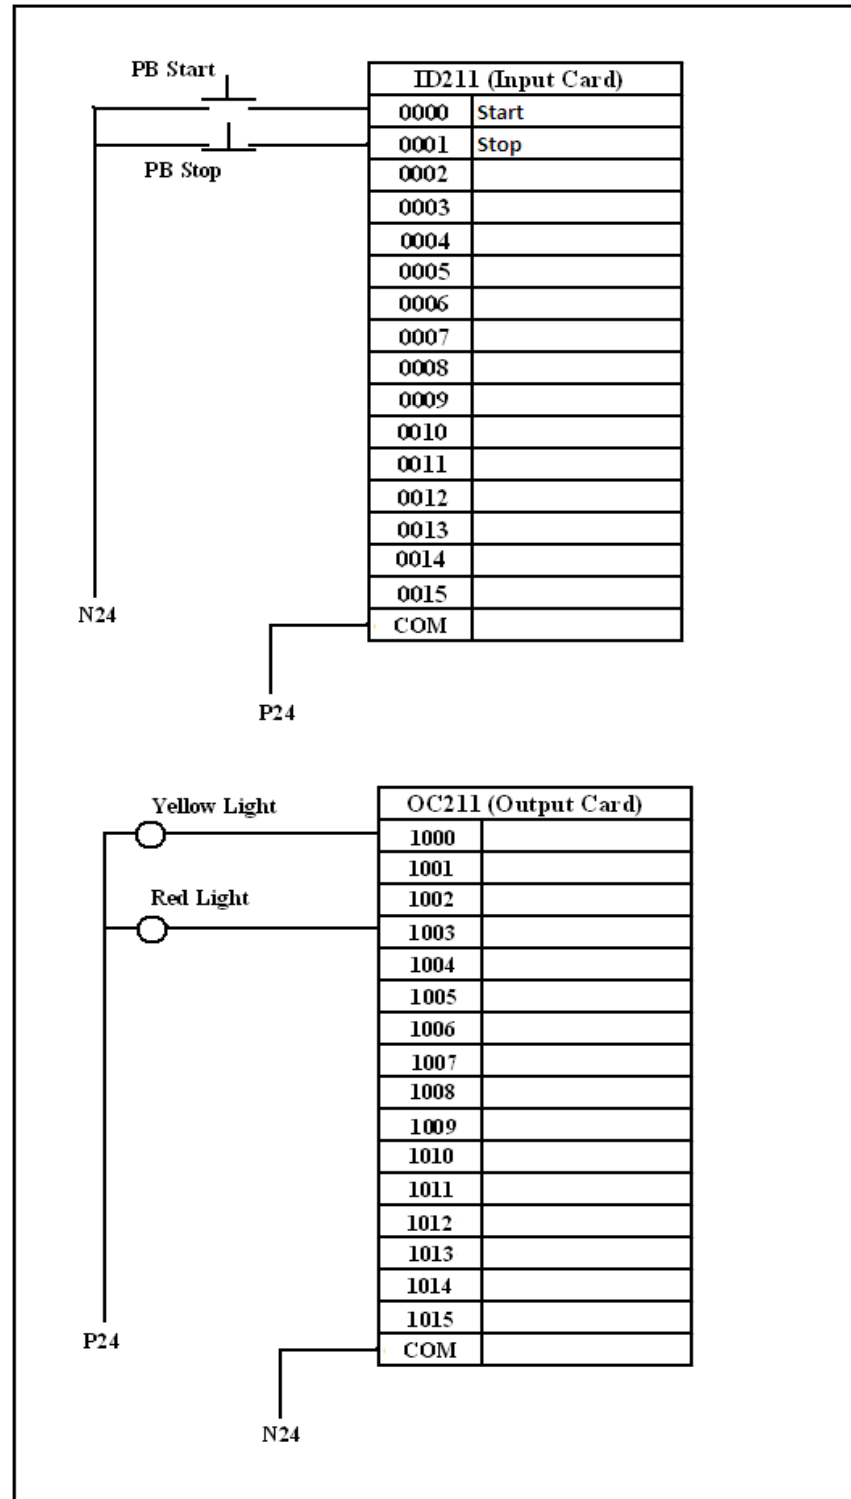 PB Start
ID211 (Input Card)
0000 Start
0001 Stop
PB Stop
0002
0003
0004
0005
0006
0007
0008
0009
0010
0011
0012
0013
0014
0015
N24
COM
P24
Yellow Light
OC211 (Output Card)
1000
1001
Red Light
1002
1003
1004
1005
1006
1007
1008
1009
1010
1011
1012
1013
1014
1015
P24
COM
N24